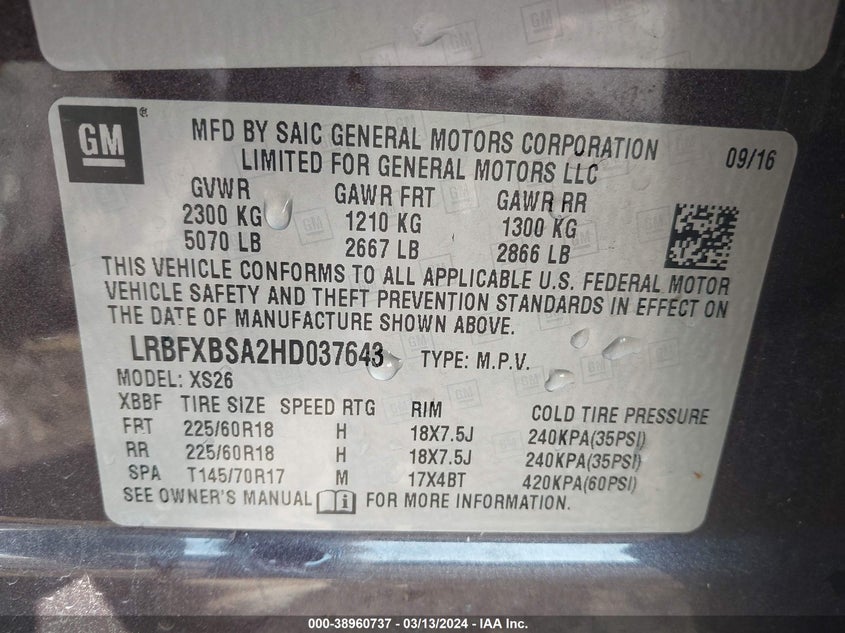 GM ®
MFD BY SAIC GENERAL MOTORS CORPORATION
LIMITED FOR GENERAL MOTORS LLC
09/16
GVWR GAWR FRT GAWR RR
2300 KG 1210 KG 1300 KG
5070 LB 2667 LB 2866 LB
THIS VEHICLE CONFORMS TO ALL APPLICABLE U.S. FEDERAL MOTOR
VEHICLE SAFETY AND THEFT PREVENTION STANDARDS IN EFFECT ON
THE DATE OF MANUFACTURE SHOWN ABOVE.
LRBFXBSA2HD037643 TYPE: M.P.V.
MODEL: XS26
XBBF TIRE SIZE SPEED RTG RIM COLD TIRE PRESSURE
FRT 225/60R18 H 18X7.5J 240KPA(35PSI)
RR 225/60R18 H 18X7.5J 240KPA(35PSI)
SPA T145/70R17 M 17X4BT 420KPA(60PSI)
SEE OWNER'S MANUAL i FOR MORE INFORMATION.
000-38960737 - 03/13/2024 - IAA Inc.